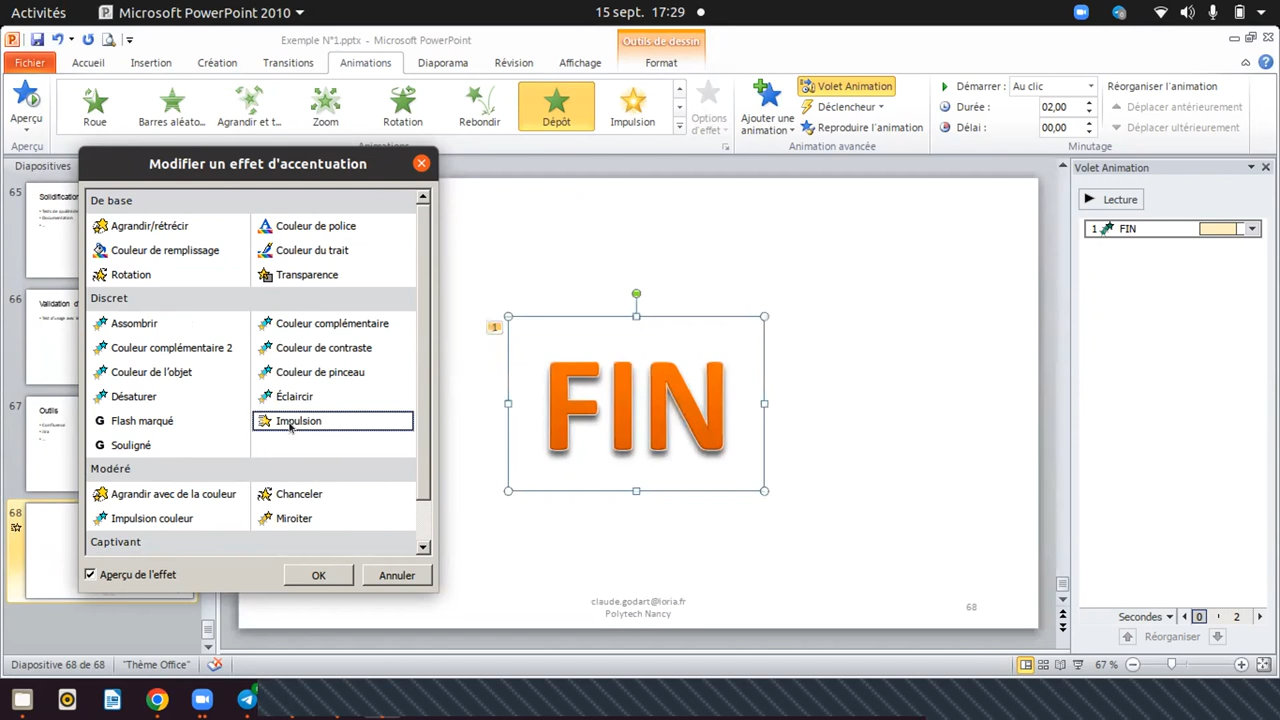 Activités Microsoft PowerPoint 2010 15 sept. 17:29
Exemple N°1.pptx - Microsoft PowerPoint Outils de dessin
Fichier Accueil Insertion Création Transitions Animations Diaporama Révision Affichage Format
Aperçu
Roue Barres aléato... Agrandir et t... Zoom Rotation Rebondir Dépôt Impulsion
Options d'effet
Ajouter une animation
Volet Animation
Déclencheur
Reproduire l'animation
Démarrer: Au clic
Durée: 02,00
Délai: 00,00
Réorganiser l'animation
Déplacer antérieurement
Déplacer ultérieurement
Aperçu Animations Animation avancée Minutage
Diapositives
Modifier un effet d'accentuation
De base
Agrandir/rétrécir Couleur de police
Couleur de remplissage Couleur du trait
Rotation Transparence
Discret
Assombrir Couleur complémentaire
Couleur complémentaire 2 Couleur de contraste
Couleur de l'objet Couleur de pinceau
Désaturer Éclaircir
Flash marqué Impulsion
Souligné
Modéré
Agrandir avec de la couleur Chanceler
Impulsion couleur Miroiter
Captivant
Aperçu de l'effet OK Annuler
65 Solidification
66 Validation d
67 Outils
68
1
FIN
claude.godart@loria.fr
Polytech Nancy
68
Volet Animation
Lecture
1 FIN
Secondes 0 2
Réorganiser
Diapositive 68 de 68 "Thème Office" 67 %